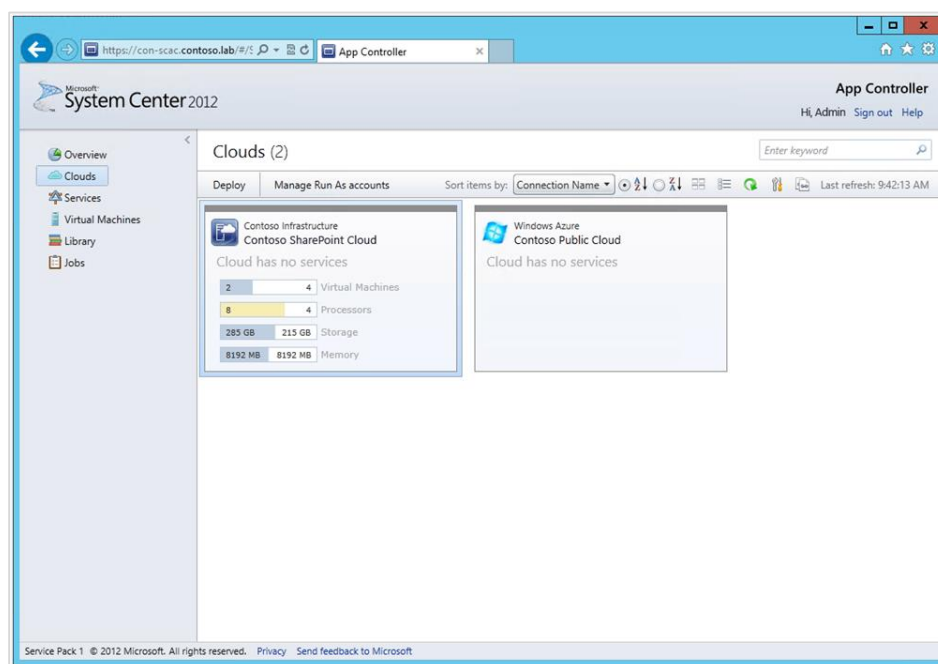 https://con-scac.contoso.lab/#/
App Controller
Microsoft
System Center 2012
App Controller
Hi, Admin Sign out Help
Overview
Clouds
Services
Virtual Machines
Library
Jobs
Clouds (2)
Enter keyword
Deploy Manage Run As accounts Sort items by: Connection Name Last refresh: 9:42:13 AM
Contoso Infrastructure
Contoso SharePoint Cloud
Cloud has no services
2 4 Virtual Machines
8 4 Processors
285 GB 215 GB Storage
8192 MB 8192 MB Memory
Windows Azure
Contoso Public Cloud
Cloud has no services
Service Pack 1 © 2012 Microsoft. All rights reserved. Privacy Send feedback to Microsoft